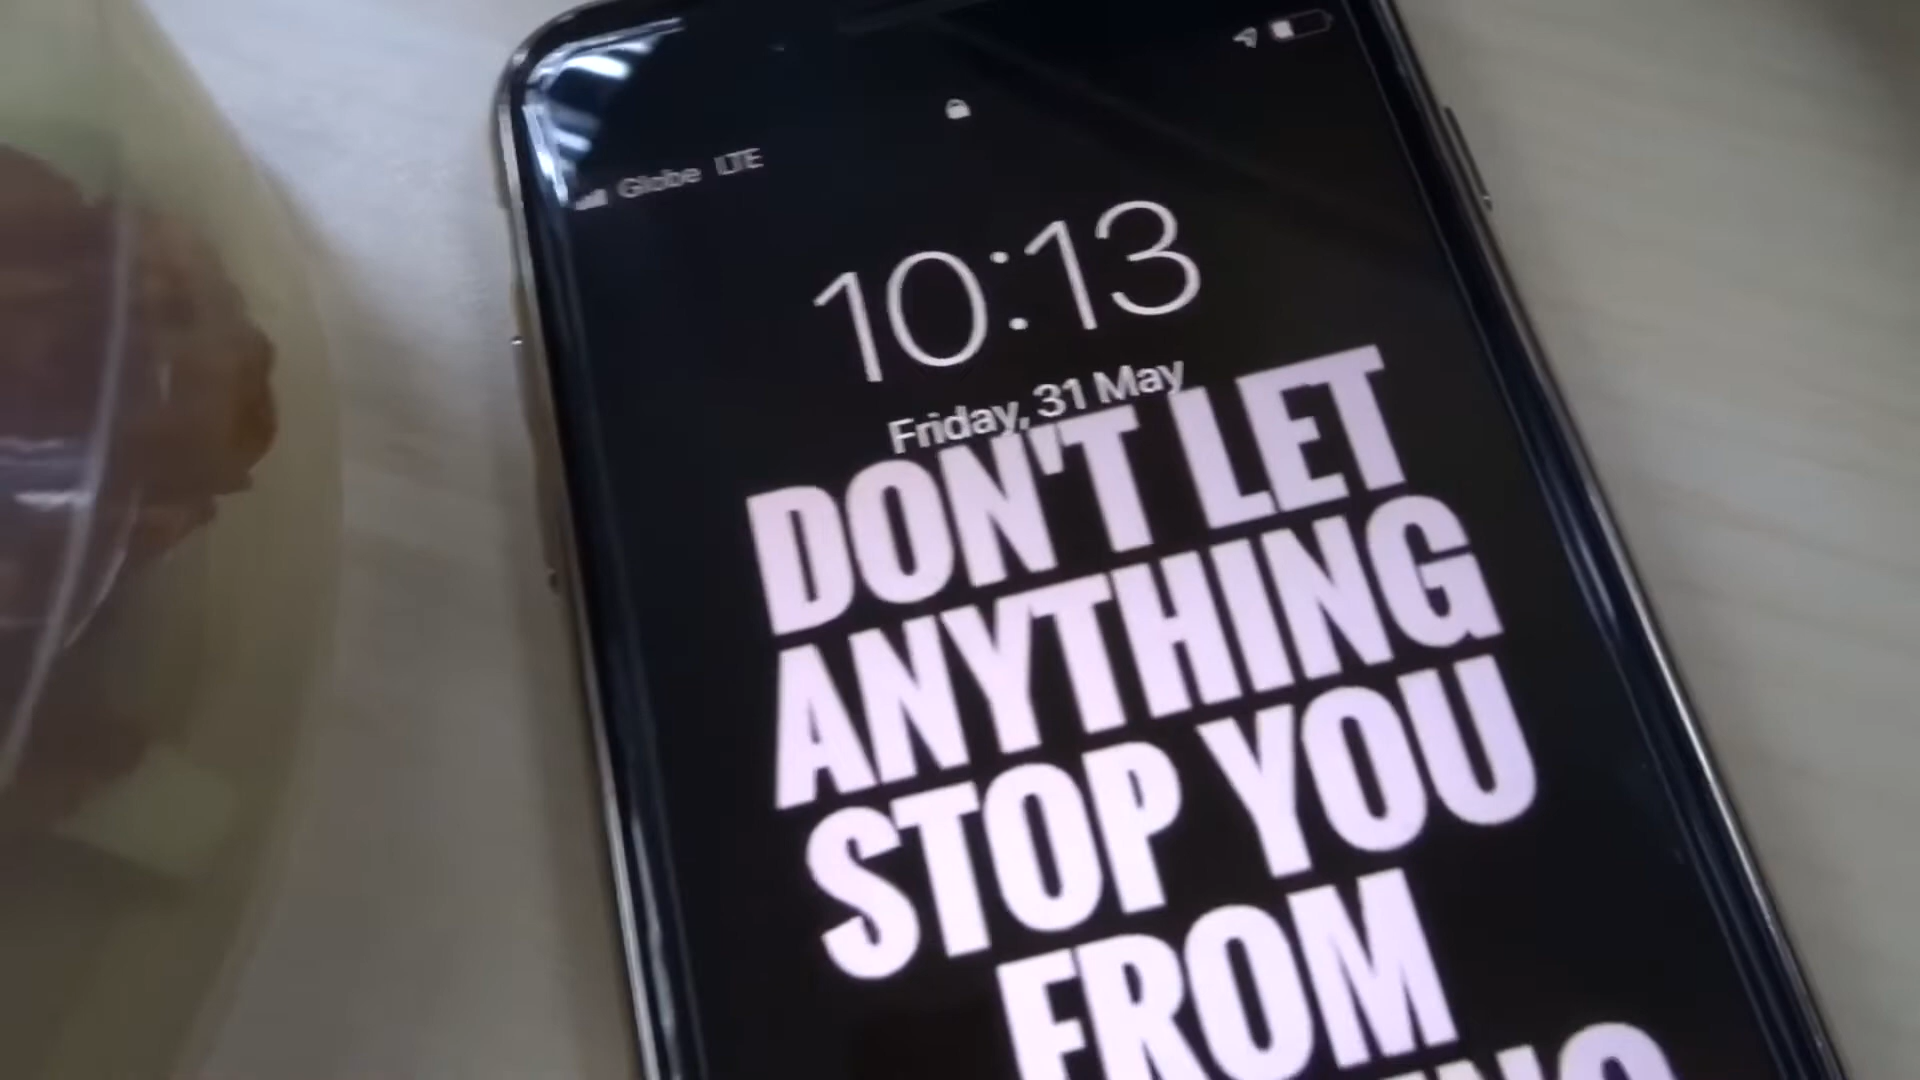 Globe LTE
10:13
Friday, 31 May
DON'T LET
ANYTHING
STOP YOU
FROM